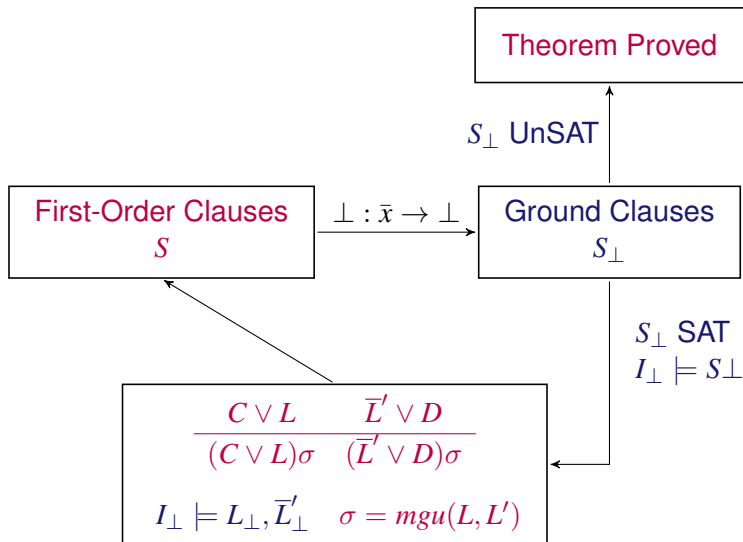 Theorem Proved
S⊥ UnSAT
First-Order Clauses
S
⊥ : x̄ → ⊥
Ground Clauses
S⊥
S⊥ SAT
I⊥ ⊨ S⊥
C ∨ L    L̄′ ∨ D
(C ∨ L)σ    (L̄′ ∨ D)σ
I⊥ ⊨ L⊥, L̄′⊥    σ = mgu(L, L′)